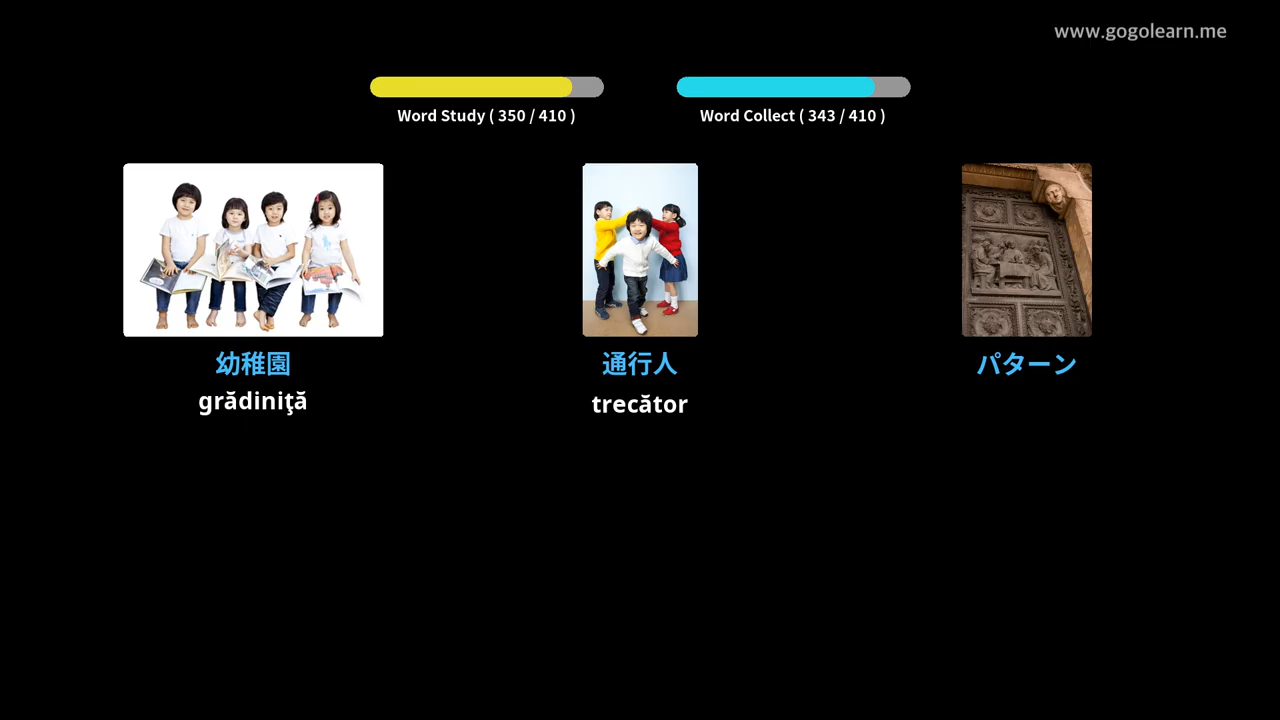 www.gogolearn.me
Word Study ( 350 / 410 )
Word Collect ( 343 / 410 )
幼稚園
通行人
パターン
grădiniţă
trecător